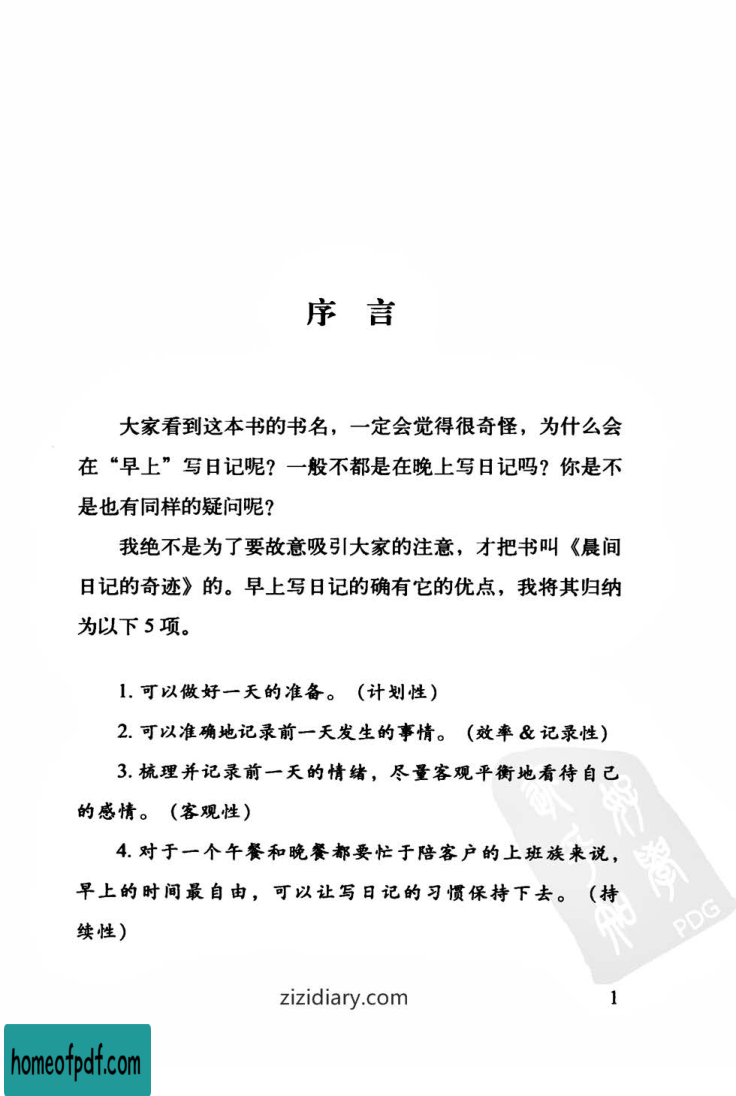 序 言
大家看到这本书的书名，一定会觉得很奇怪，为什么会
在“早上”写日记呢？一般不都是在晚上写日记吗？你是不
是也有同样的疑问呢？
我绝不是为了要故意吸引大家的注意，才把书叫《晨间
日记的奇迹》的。早上写日记的确有它的优点，我将其归纳
为以下 5 项。
1. 可以做好一天的准备。（计划性）
2. 可以准确地记录前一天发生的事情。（效率 & 记录性）
3. 梳理并记录前一天的情绪，尽量客观平衡地看待自己
的感情。（客观性）
4. 对于一个午餐和晚餐都要忙于陪客户的上班族来说，
早上的时间最自由，可以让写日记的习惯保持下去。（持
续性）
PDG
zizidiary.com
1
homeofpdf.com